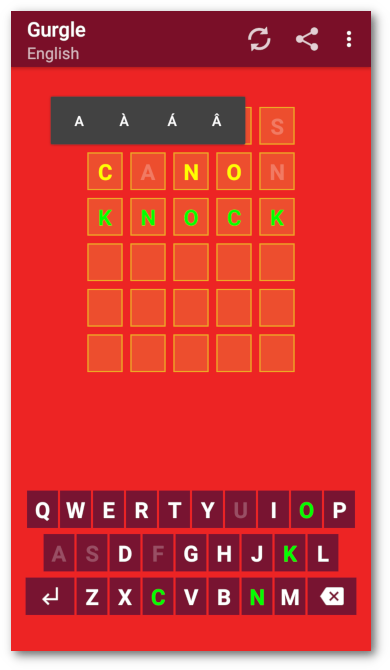 Gurgle
English
A À Á Â
S
C A N O N
K N O C K
Q W E R T Y U I O P
A S D F G H J K L
Z X C V B N M